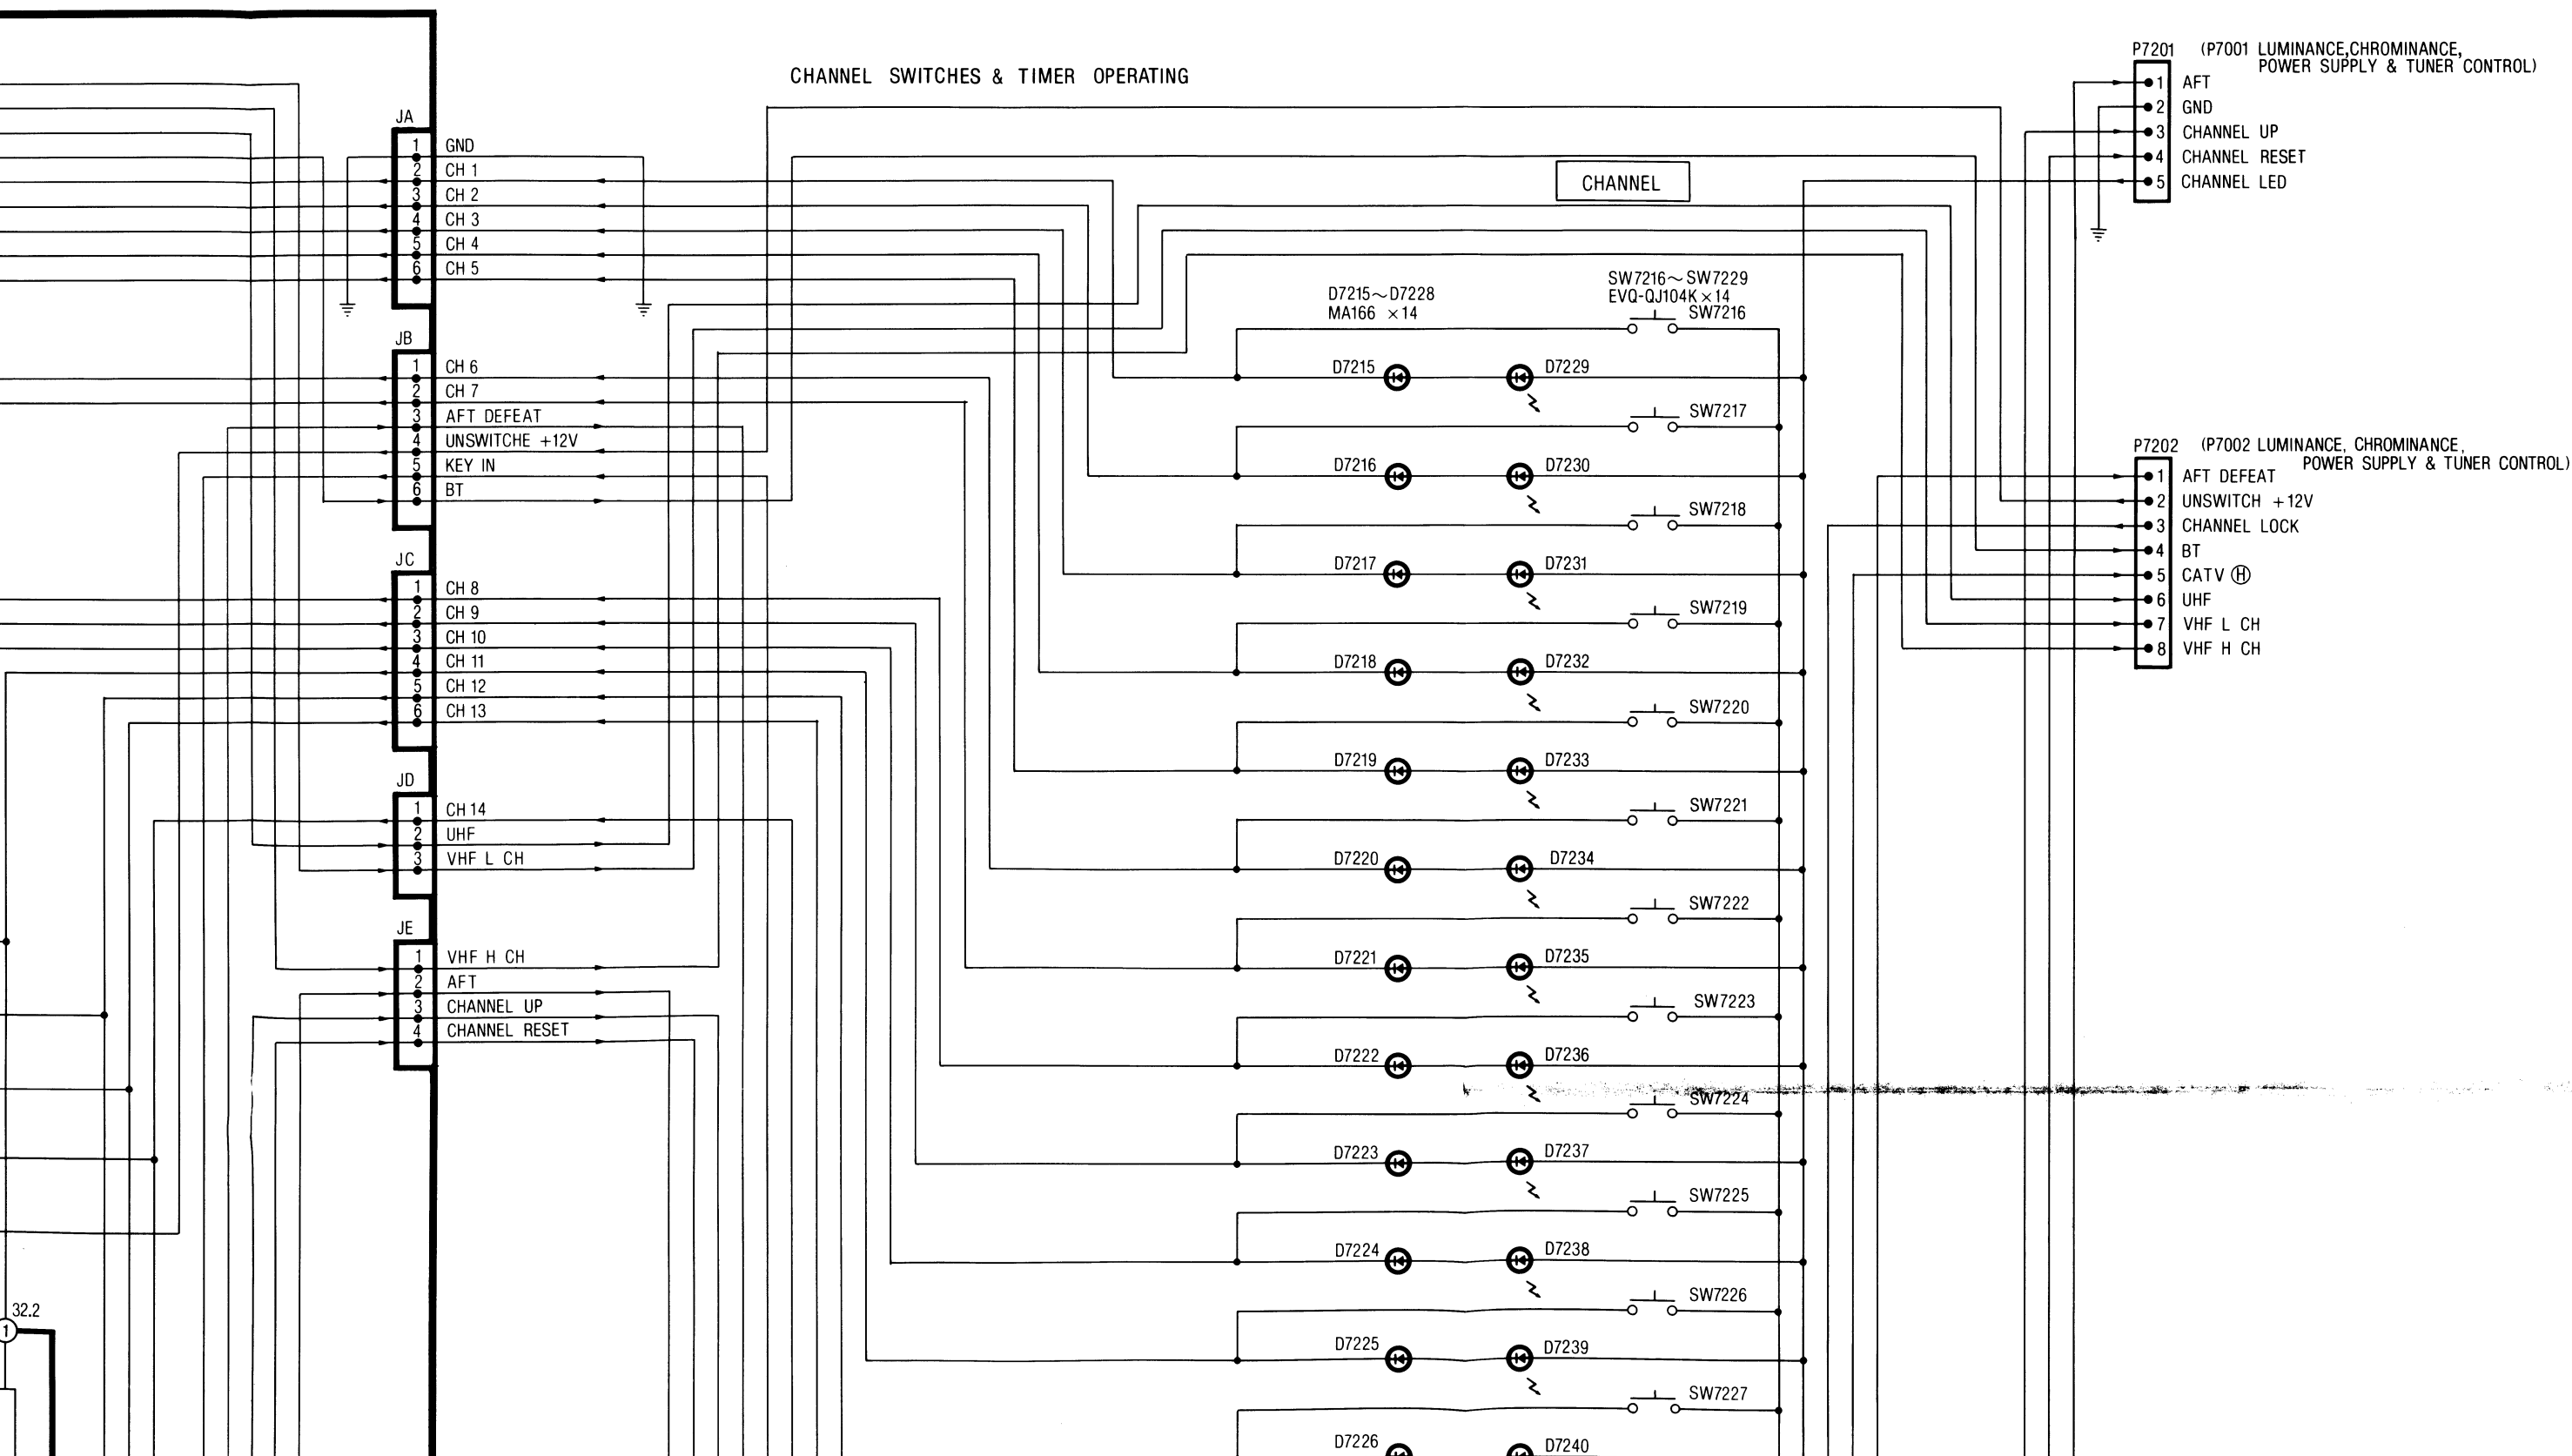 CHANNEL SWITCHES & TIMER OPERATING
JA
1 GND
2 CH 1
3 CH 2
4 CH 3
5 CH 4
6 CH 5
JB
1 CH 6
2 CH 7
3 AFT DEFEAT
4 UNSWITCHE +12V
5 KEY IN
6 BT
JC
1 CH 8
2 CH 9
3 CH 10
4 CH 11
5 CH 12
6 CH 13
JD
1 CH 14
2 UHF
3 VHF L CH
JE
1 VHF H CH
2 AFT
3 CHANNEL UP
4 CHANNEL RESET
32.2
1
CHANNEL
D7215~D7228
MA166 ×14
SW7216~SW7229
EVQ-QJ104K×14
SW7216
D7215 D7229
SW7217
D7216 D7230
SW7218
D7217 D7231
SW7219
D7218 D7232
SW7220
D7219 D7233
SW7221
D7220 D7234
SW7222
D7221 D7235
SW7223
D7222 D7236
SW7224
D7223 D7237
SW7225
D7224 D7238
SW7226
D7225 D7239
SW7227
D7226 D7240
P7201 (P7001 LUMINANCE,CHROMINANCE,
POWER SUPPLY & TUNER CONTROL)
1 AFT
2 GND
3 CHANNEL UP
4 CHANNEL RESET
5 CHANNEL LED
P7202 (P7002 LUMINANCE, CHROMINANCE,
POWER SUPPLY & TUNER CONTROL)
1 AFT DEFEAT
2 UNSWITCH +12V
3 CHANNEL LOCK
4 BT
5 CATV Ⓗ
6 UHF
7 VHF L CH
8 VHF H CH